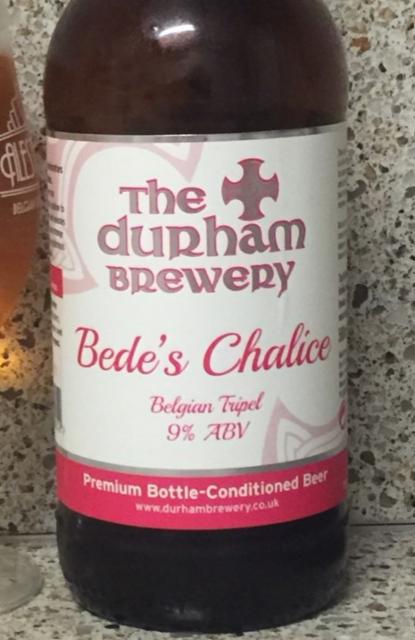 The
Durham
Brewery
Bede's Chalice
Belgian Tripel
9% ABV
Premium Bottle-Conditioned Beer
www.durhambrewery.co.uk